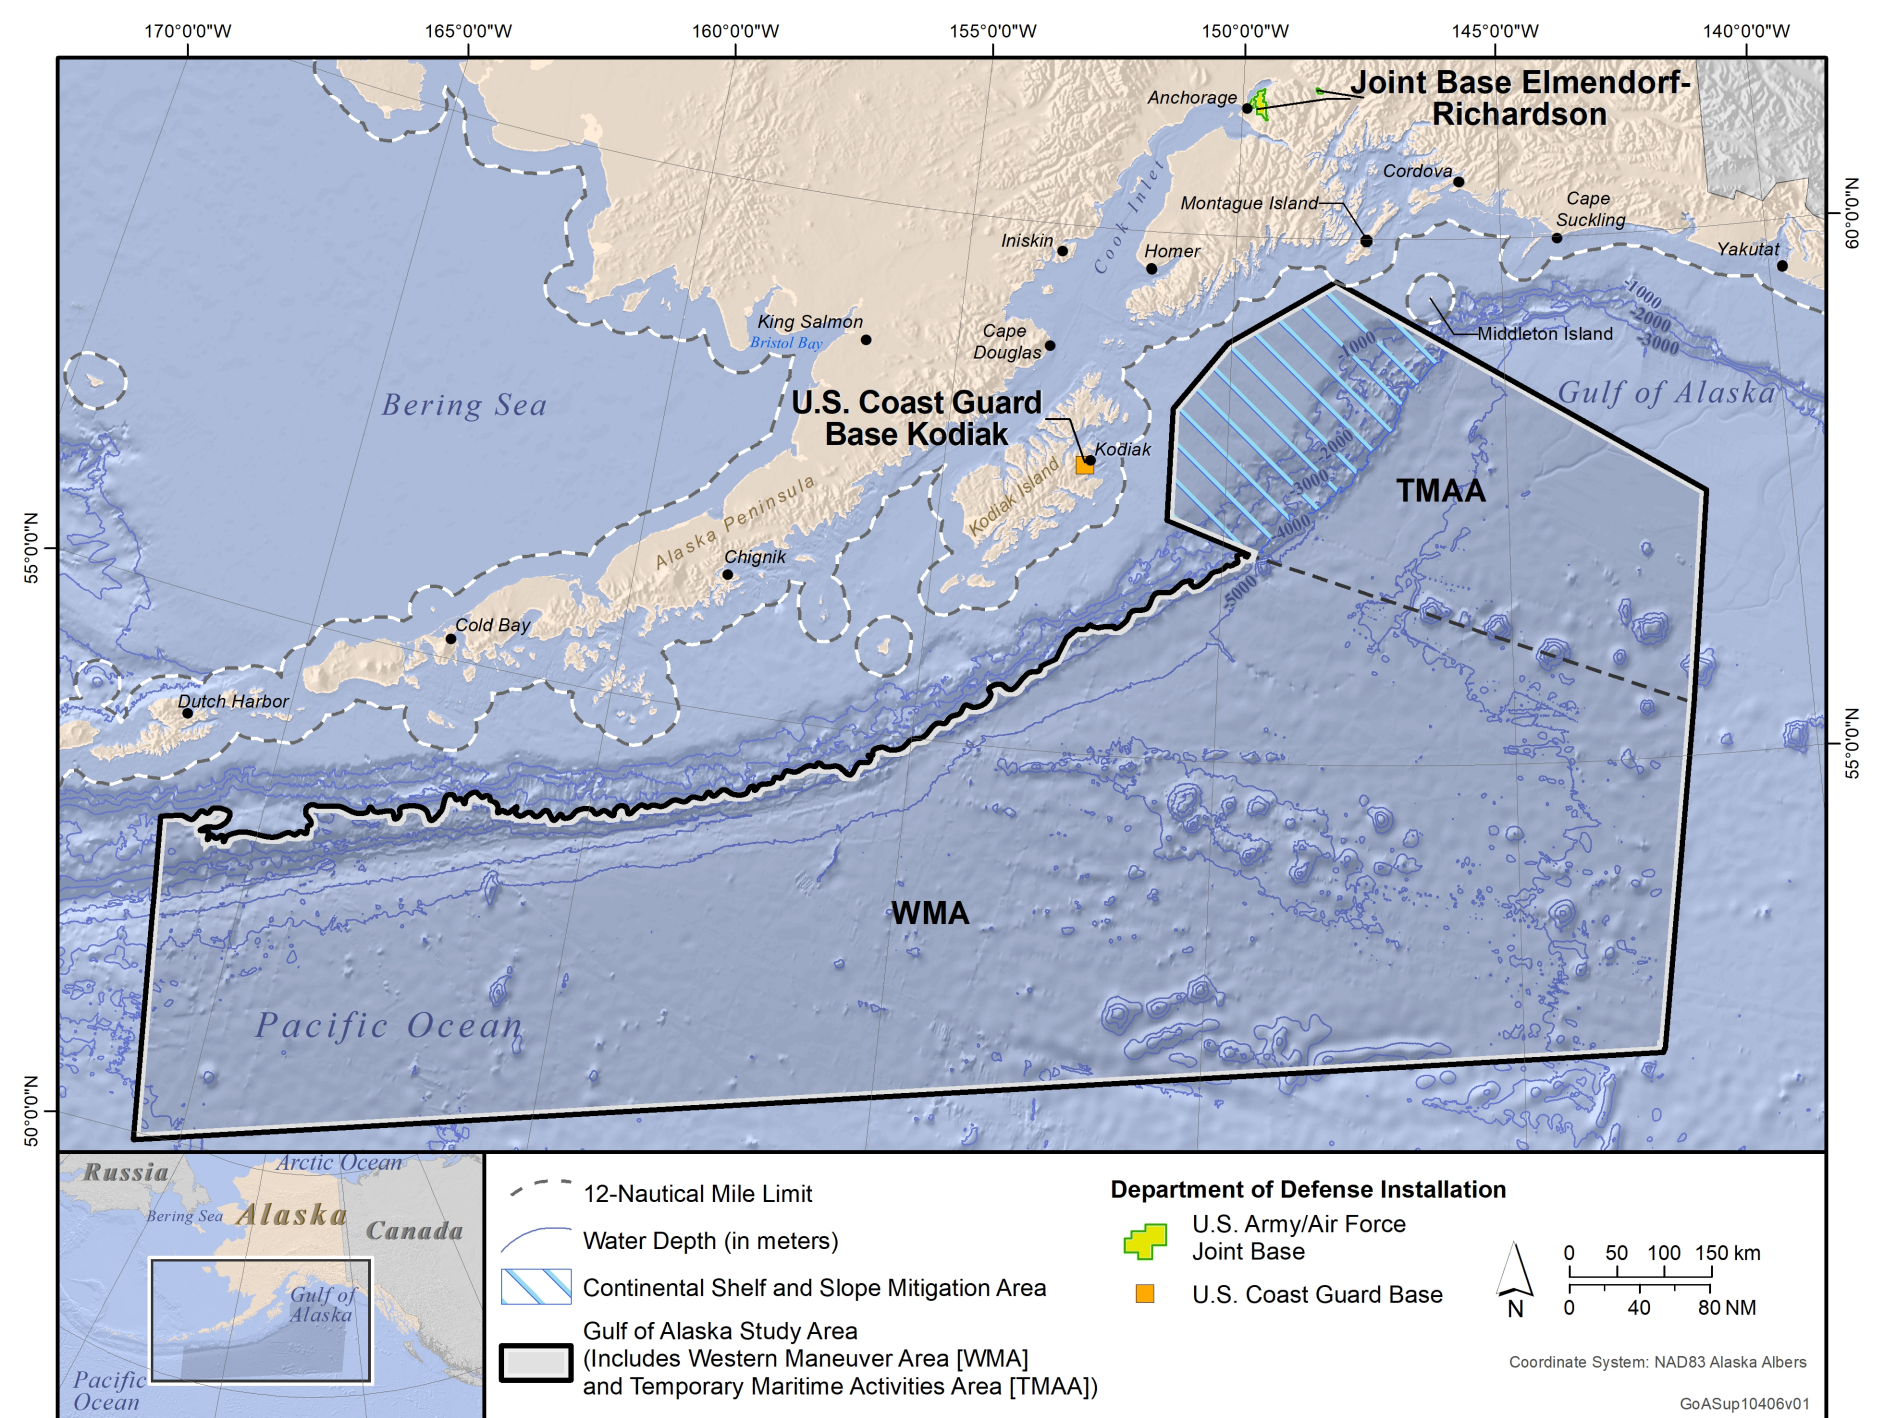 170°0'0"W
165°0'0"W
160°0'0"W
155°0'0"W
150°0'0"W
145°0'0"W
140°0'0"W
Joint Base Elmendorf-
Richardson
Anchorage
Cordova
Cape
Suckling
Montague Island
60°0'0"N
Cook Inlet
Iniskin
Homer
Yakutat
-1000
-2000
-3000
King Salmon
Bristol Bay
Cape
Douglas
Middleton Island
-1000
Bering Sea
Gulf of Alaska
U.S. Coast Guard
Base Kodiak
Kodiak
-2000
Kodiak Island
-3000
TMAA
Alaska Peninsula
-4000
55°0'0"N
Chignik
-5000
Cold Bay
Dutch Harbor
55°0'0"N
WMA
Pacific Ocean
50°0'0"N
Russia
Arctic Ocean
Bering Sea
Alaska
Canada
Gulf of
Alaska
Pacific
Ocean
12-Nautical Mile Limit
Water Depth (in meters)
Continental Shelf and Slope Mitigation Area
Gulf of Alaska Study Area
(Includes Western Maneuver Area [WMA]
and Temporary Maritime Activities Area [TMAA])
Department of Defense Installation
U.S. Army/Air Force
Joint Base
U.S. Coast Guard Base
N
0 50 100 150 km
0 40 80 NM
Coordinate System: NAD83 Alaska Albers
GoASup10406v01